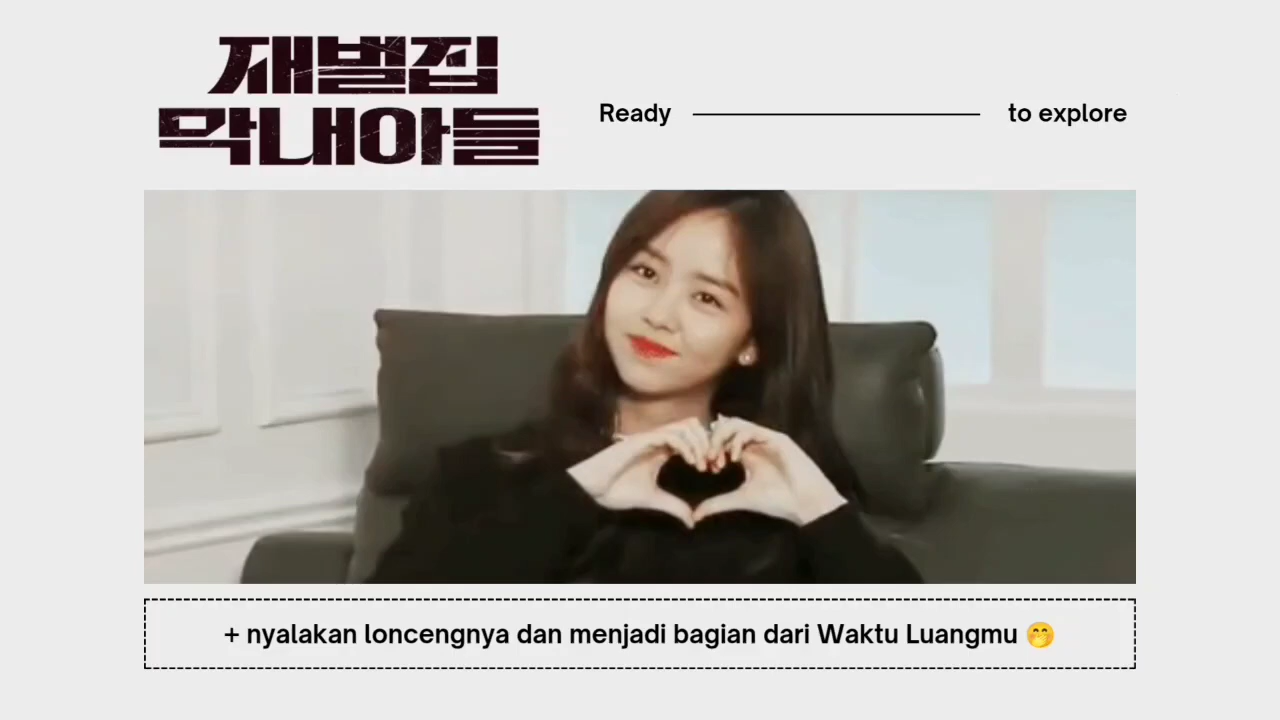 재벌집
막내아들
Ready to explore
+ nyalakan loncengnya dan menjadi bagian dari Waktu Luangmu 🤭